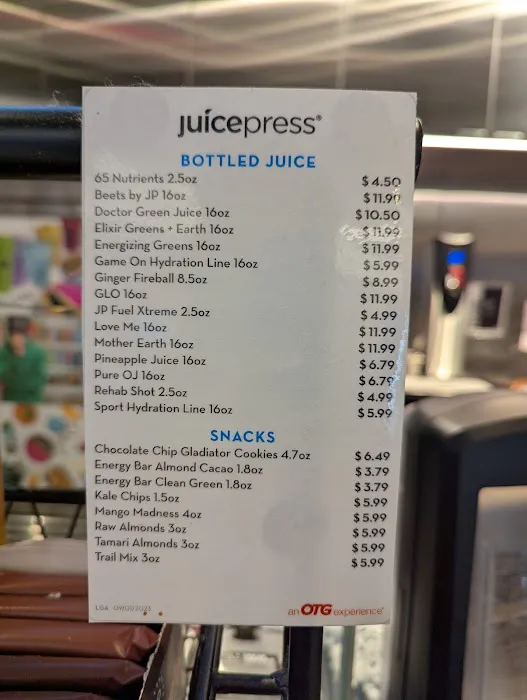 juicepress®
BOTTLED JUICE
65 Nutrients 2.5oz $4.50
Beets by JP 16oz $11.99
Doctor Green Juice 16oz $10.50
Elixir Greens + Earth 16oz $11.99
Energizing Greens 16oz $11.99
Game On Hydration Line 16oz $5.99
Ginger Fireball 8.5oz $8.99
GLO 16oz $11.99
JP Fuel Xtreme 2.5oz $4.99
Love Me 16oz $11.99
Mother Earth 16oz $11.99
Pineapple Juice 16oz $6.79
Pure OJ 16oz $6.79
Rehab Shot 2.5oz $4.99
Sport Hydration Line 16oz $5.99
SNACKS
Chocolate Chip Gladiator Cookies 4.7oz $6.49
Energy Bar Almond Cacao 1.8oz $3.79
Energy Bar Clean Green 1.8oz $3.79
Kale Chips 1.5oz $5.99
Mango Madness 4oz $5.99
Raw Almonds 3oz $5.99
Tamari Almonds 3oz $5.99
Trail Mix 3oz $5.99
LGA
an OTG experience®